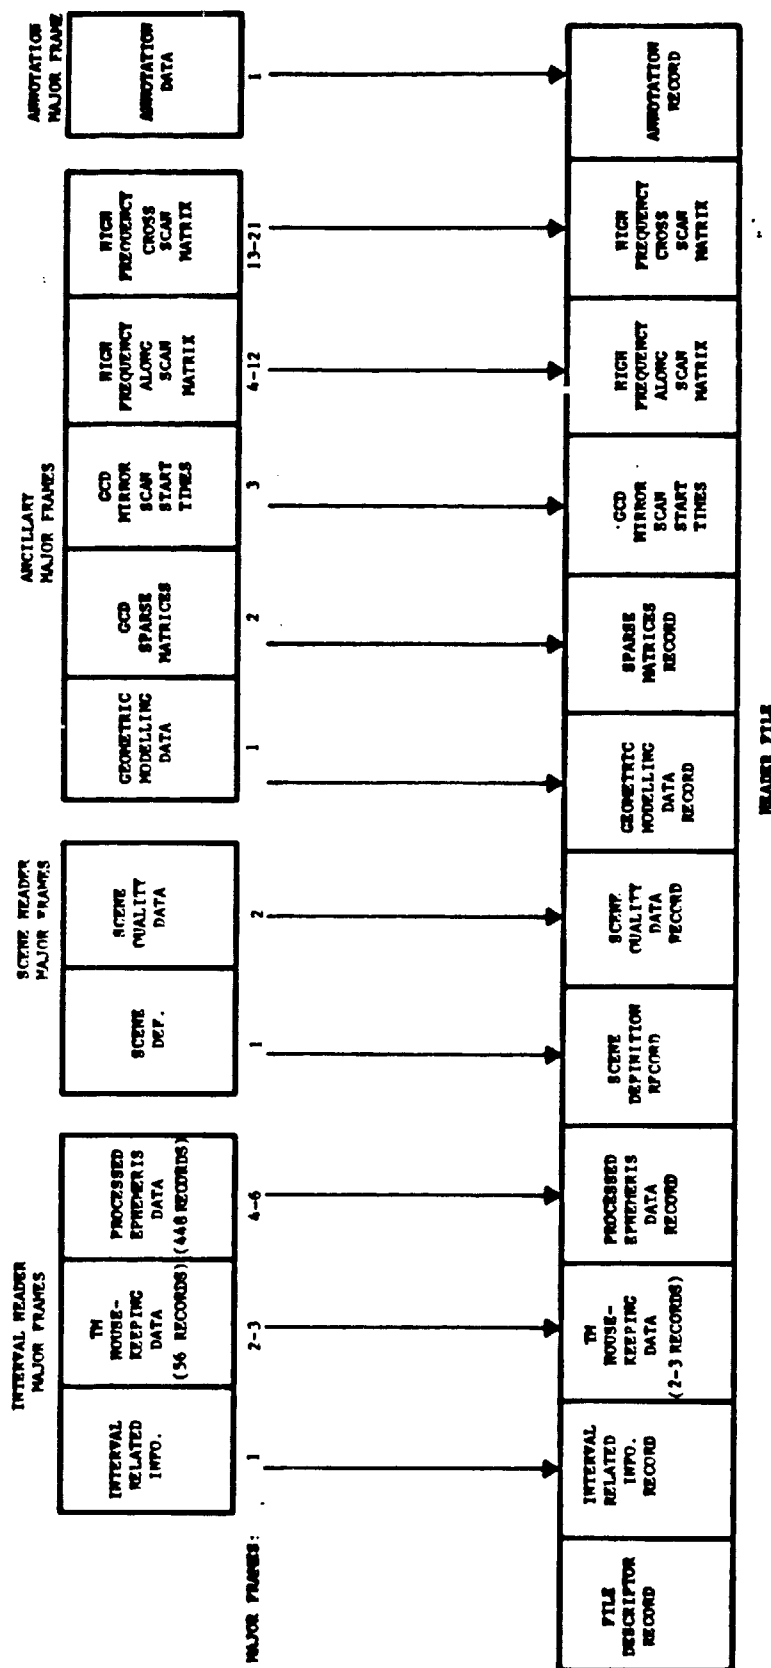 INTERVAL HEADER
MAJOR FRAMES
SCENE HEADER
MAJOR FRAMES
ANCILLARY
MAJOR FRAMES
ANNOTATION
MAJOR FRAME
INTERVAL
RELATED
INFO.
TM
HOUSE-
KEEPING
DATA
(56 RECORDS)
PROCESSED
EPHEMERIS
DATA
(448 RECORDS)
SCENE
DEF.
SCENE
QUALITY
DATA
GEOMETRIC
MODELLING
DATA
GCD
SPARSE
MATRICES
GCD
MIRROR
SCAN
START
TIMES
HIGH
FREQUENCY
ALONG
SCAN
MATRIX
HIGH
FREQUENCY
CROSS
SCAN
MATRIX
ANNOTATION
DATA
MAJOR FRAMES:
1
2-3
4-6
1
2
1
2
3
4-12
13-21
1
FILE
DESCRIPTOR
RECORD
INTERVAL
RELATED
INFO.
RECORD
TM
HOUSE-
KEEPING
DATA
(2-3 RECORDS)
PROCESSED
EPHEMERIS
DATA
RECORD
SCENE
DEFINITION
RECORD
SCENE
QUALITY
DATA
RECORD
GEOMETRIC
MODELLING
DATA
RECORD
SPARSE
MATRICES
RECORD
GCD
MIRROR
SCAN
START
TIMES
HIGH
FREQUENCY
ALONG
SCAN
MATRIX
HIGH
FREQUENCY
CROSS
SCAN
MATRIX
ANNOTATION
RECORD
HEADER FILE